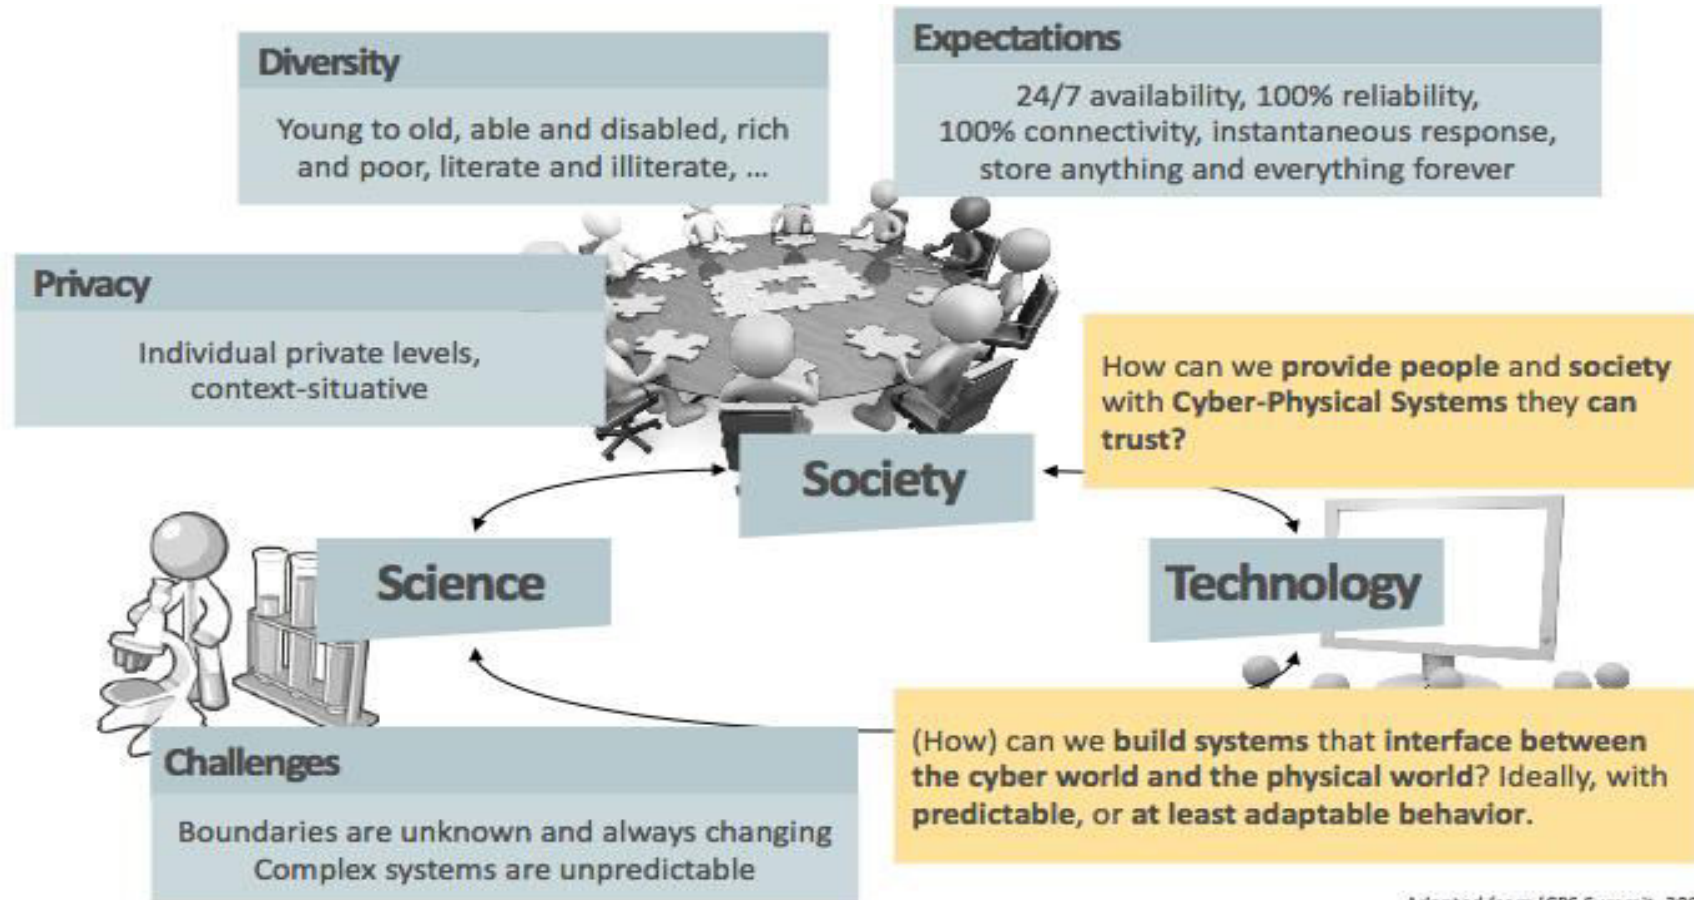 Diversity
Young to old, able and disabled, rich
and poor, literate and illiterate, ...
Expectations
24/7 availability, 100% reliability,
100% connectivity, instantaneous response,
store anything and everything forever
Privacy
Individual private levels,
context-situative
How can we provide people and society
with Cyber-Physical Systems they can
trust?
Society
Science
Technology
Challenges
Boundaries are unknown and always changing
Complex systems are unpredictable
(How) can we build systems that interface between
the cyber world and the physical world? Ideally, with
predictable, or at least adaptable behavior.